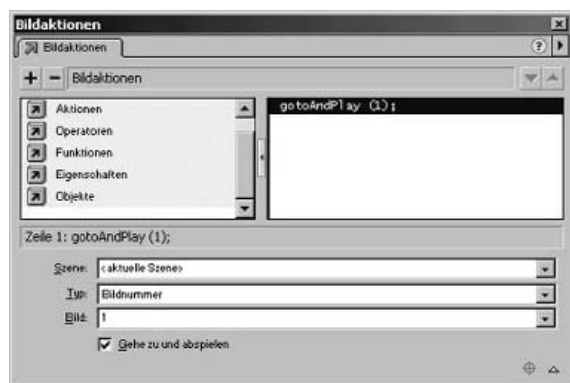 Bildaktionen
Bildaktionen
?
+ - Bildaktionen
Aktionen
Operatoren
Funktionen
Eigenschaften
Objekte
gotoAndPlay (1);
Zeile 1: gotoAndPlay (1);
Szene: <aktuelle Szene>
Typ: Bildnummer
Bild: 1
Gehe zu und abspielen